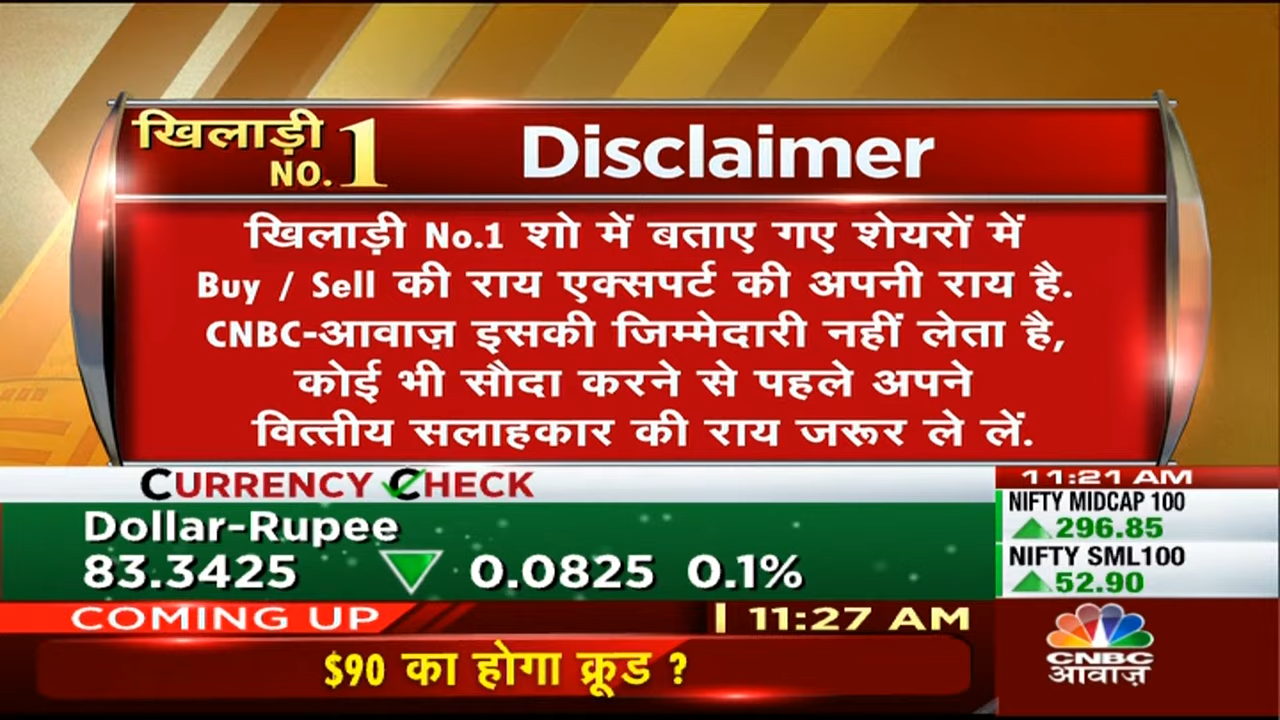 खिलाड़ी
NO. 1
Disclaimer
खिलाड़ी No.1 शो में बताए गए शेयरों में
Buy / Sell की राय एक्सपर्ट की अपनी राय है.
CNBC-आवाज़ इसकी जिम्मेदारी नहीं लेता है,
कोई भी सौदा करने से पहले अपने
वित्तीय सलाहकार की राय जरूर ले लें.
CURRENCY CHECK
Dollar-Rupee
83.3425 0.0825 0.1%
11:21 AM
NIFTY MIDCAP 100
296.85
NIFTY SML100
52.90
COMING UP 11:27 AM
$90 का होगा क्रूड ?
CNBC
आवाज़